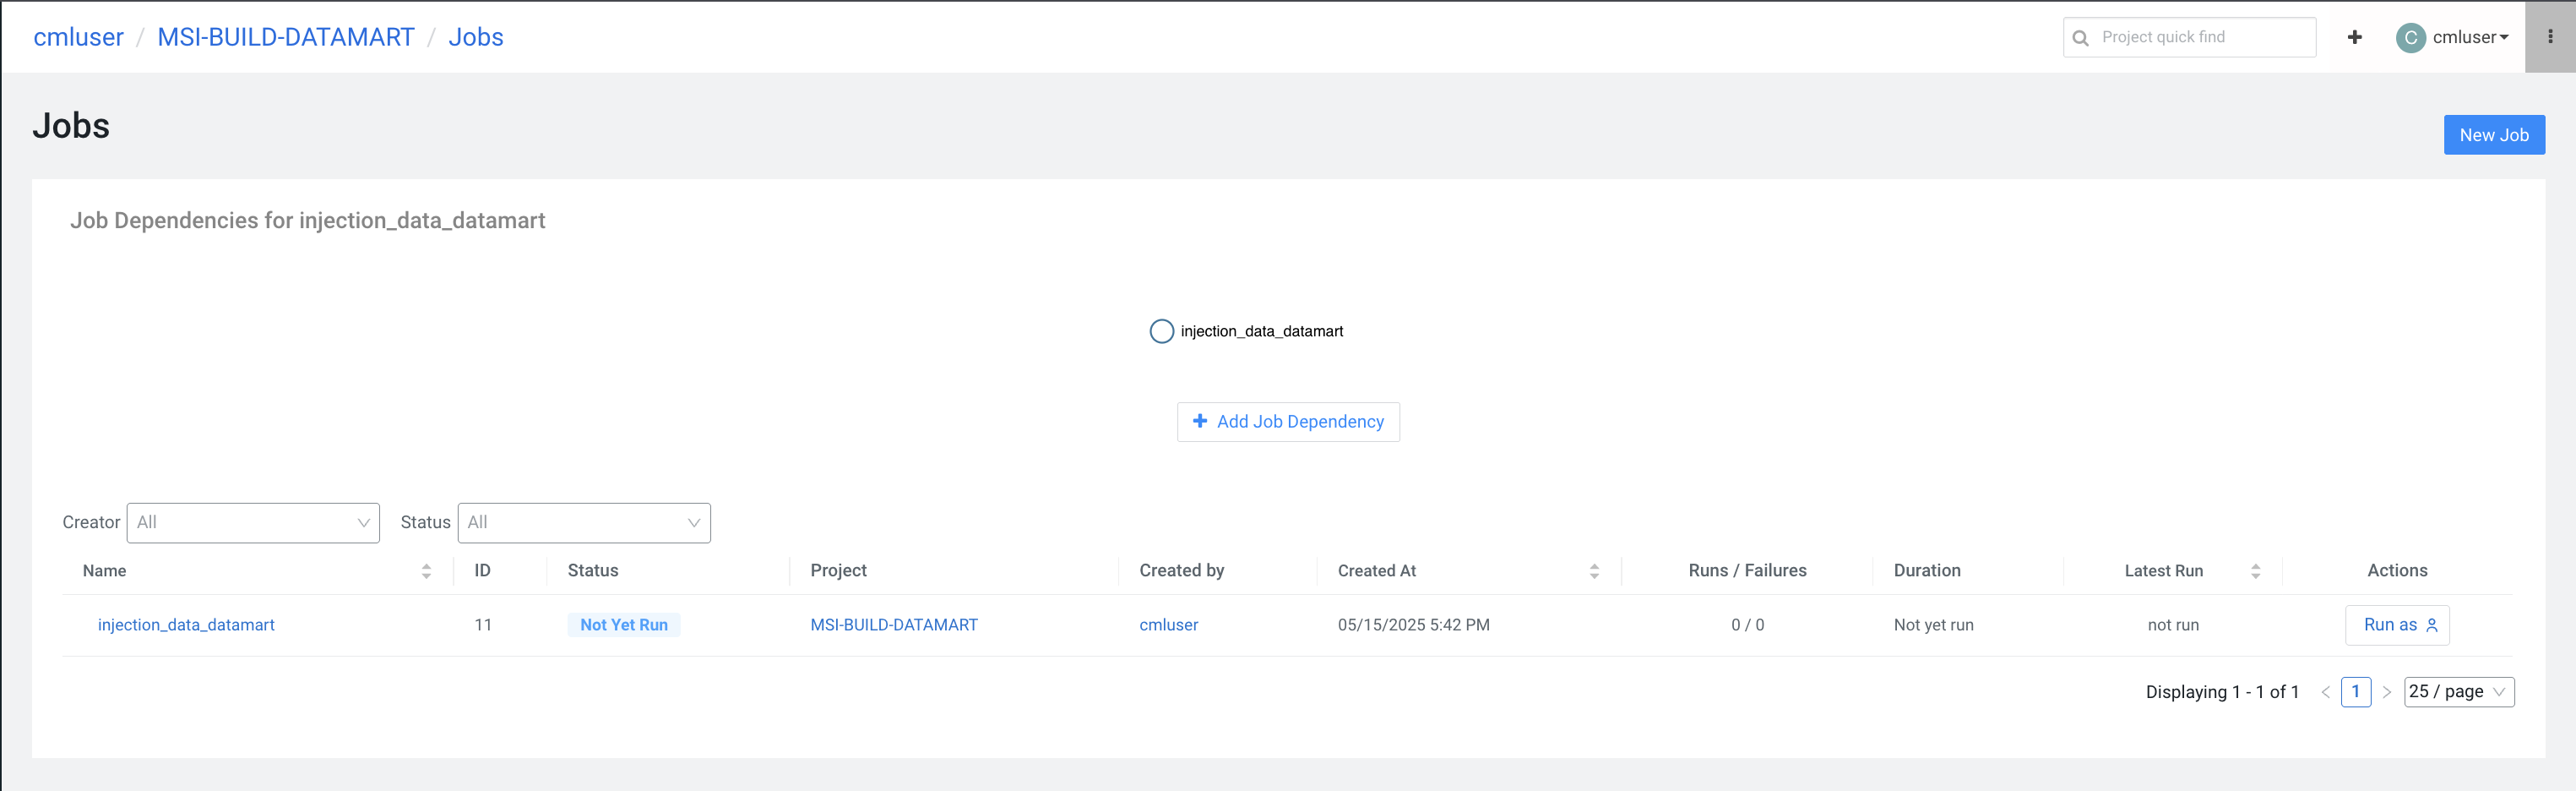 cmluser / MSI-BUILD-DATAMART / Jobs
Project quick find
C cmluser
Jobs
New Job
Job Dependencies for injection_data_datamart
injection_data_datamart
Add Job Dependency
Creator All Status All
Name ID Status Project Created by Created At Runs / Failures Duration Latest Run Actions
injection_data_datamart 11 Not Yet Run MSI-BUILD-DATAMART cmluser 05/15/2025 5:42 PM 0 / 0 Not yet run not run Run as
Displaying 1 - 1 of 1 < 1 > 25 / page